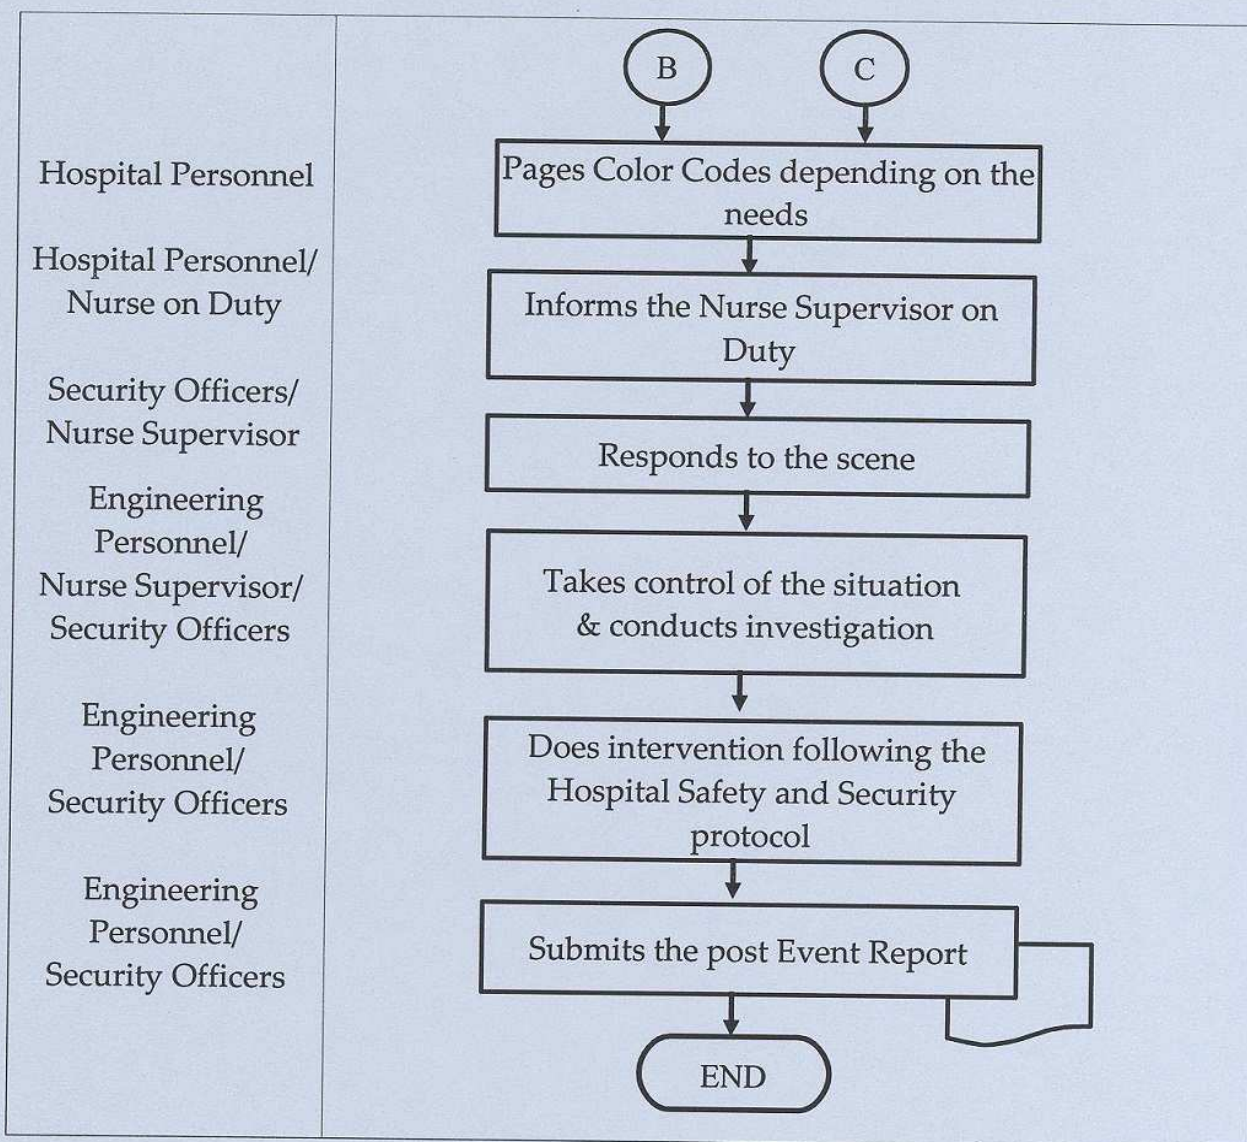 B
C
Hospital Personnel
Pages Color Codes depending on the
needs
Hospital Personnel/
Nurse on Duty
Informs the Nurse Supervisor on
Duty
Security Officers/
Nurse Supervisor
Responds to the scene
Engineering
Personnel/
Nurse Supervisor/
Security Officers
Takes control of the situation
& conducts investigation
Engineering
Personnel/
Security Officers
Does intervention following the
Hospital Safety and Security
protocol
Engineering
Personnel/
Security Officers
Submits the post Event Report
END